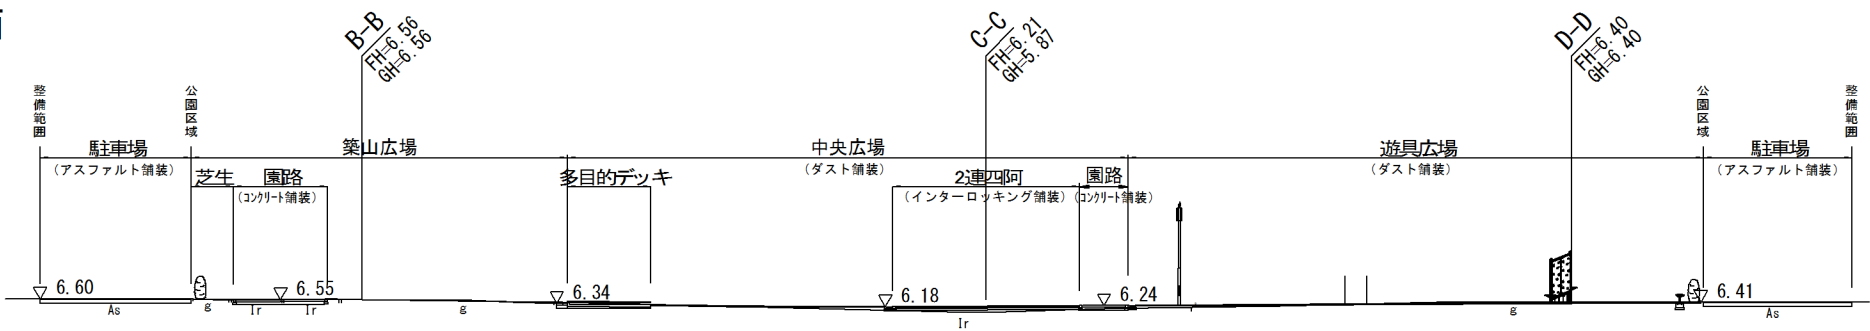 B-B
FH=6.56
GH=6.56
C-C
FH=6.21
GH=5.87
D-D
FH=6.40
GH=6.40
整備範囲
公園区域
公園区域
整備範囲
駐車場
(アスファルト舗装)
築山広場
中央広場
(ダスト舗装)
遊具広場
(ダスト舗装)
駐車場
(アスファルト舗装)
芝生
園路
(コンクリート舗装)
多目的デッキ
2連四阿
(インターロッキング舗装)
園路
(コンクリート舗装)
6.60
6.55
6.34
6.18
6.24
6.41
As
g
Ir
Ir
g
Ir
g
As